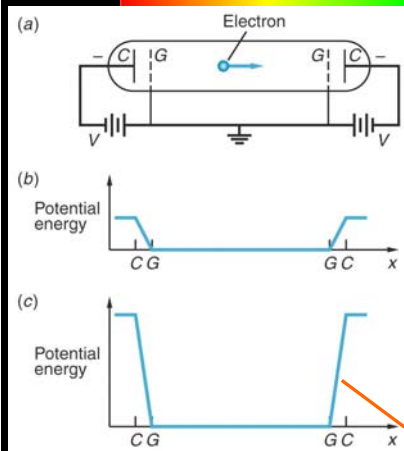 (a)
Electron
– C G G C –
V V
(b)
Potential
energy
C G G C x
(c)
Potential
energy
C G G C x